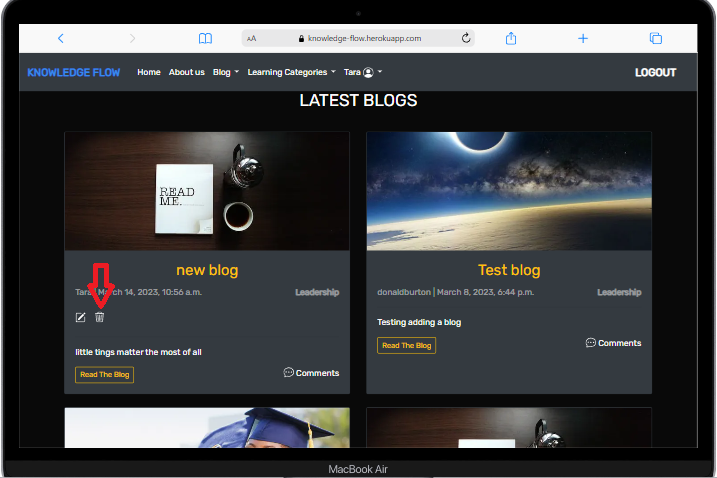 AA knowledge-flow.herokuapp.com
KNOWLEDGE FLOW Home About us Blog Learning Categories Tara LOGOUT
LATEST BLOGS
READ
ME.
new blog
Tara March 14, 2023, 10:56 a.m. Leadership
little tings matter the most of all
Read The Blog Comments
Test blog
donaldburton | March 8, 2023, 6:44 p.m. Leadership
Testing adding a blog
Read The Blog Comments
MacBook Air